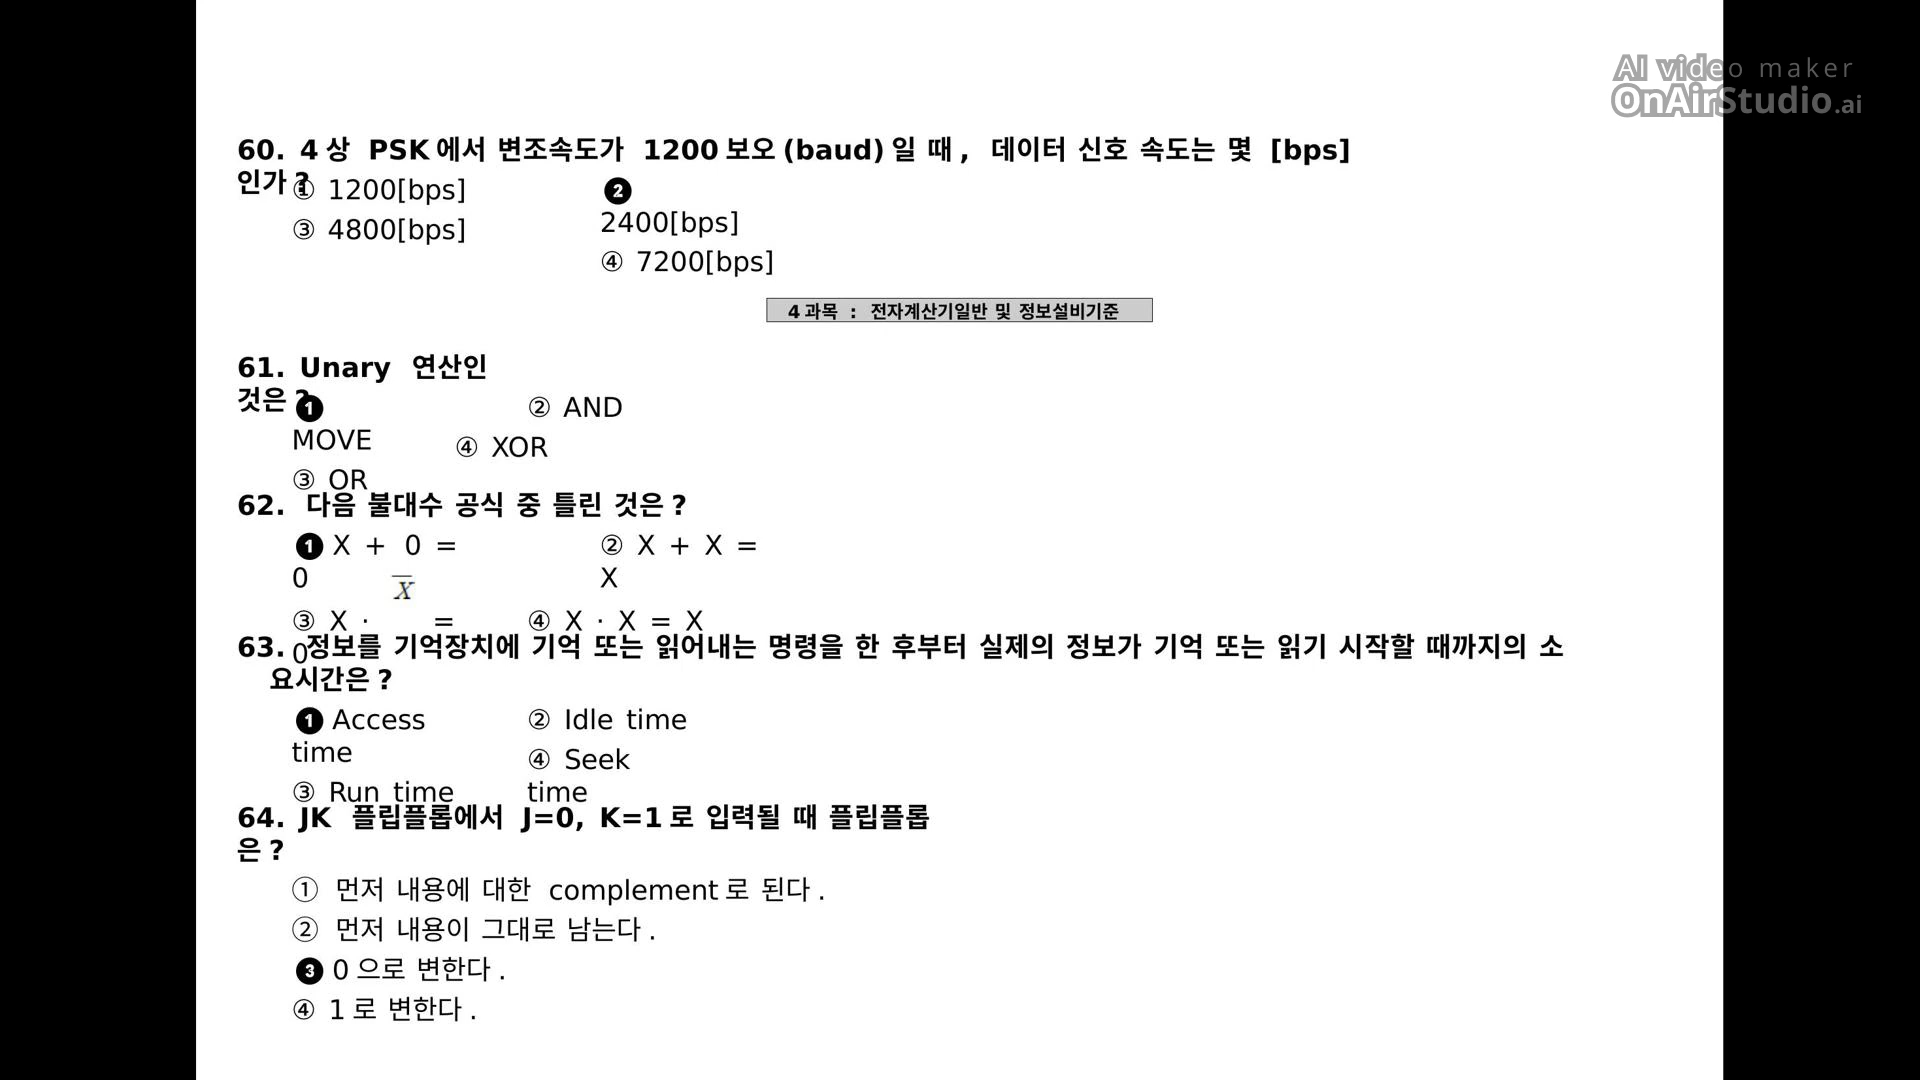 AI video maker
OnAirStudio.ai
60. 4상 PSK에서 변조속도가 1200보오(baud)일 때, 데이터 신호 속도는 몇 [bps]
인가?
① 1200[bps]
❷
2400[bps]
③ 4800[bps]
④ 7200[bps]
4과목 : 전자계산기일반 및 정보설비기준
61. Unary 연산인
것은?
❶
MOVE
② AND
③ OR
④ XOR
62. 다음 불대수 공식 중 틀린 것은?
❶ X + 0 =
0
② X + X =
X
③ X · X̅ =
0
④ X · X = X
63. 정보를 기억장치에 기억 또는 읽어내는 명령을 한 후부터 실제의 정보가 기억 또는 읽기 시작할 때까지의 소
요시간은?
❶ Access
time
② Idle time
③ Run time
④ Seek
time
64. JK 플립플롭에서 J=0, K=1로 입력될 때 플립플롭
은?
① 먼저 내용에 대한 complement로 된다.
② 먼저 내용이 그대로 남는다.
❸ 0으로 변한다.
④ 1로 변한다.